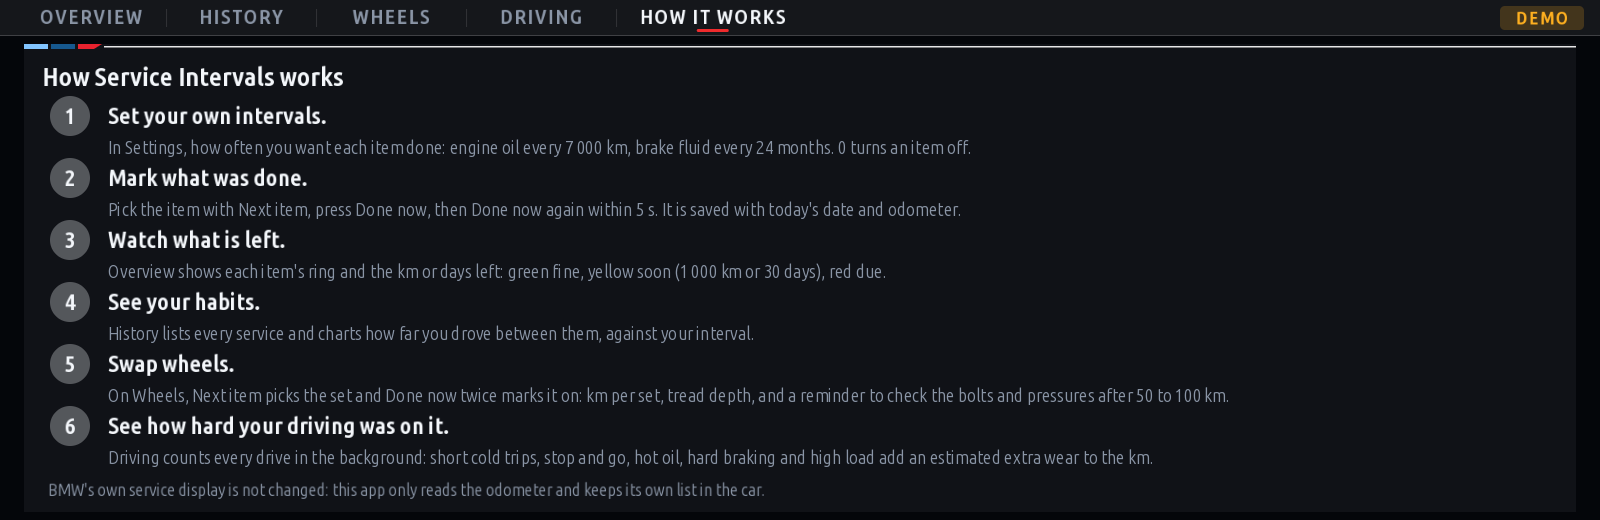 OVERVIEW HISTORY WHEELS DRIVING HOW IT WORKS DEMO
How Service Intervals works
1 Set your own intervals.
In Settings, how often you want each item done: engine oil every 7 000 km, brake fluid every 24 months. 0 turns an item off.
2 Mark what was done.
Pick the item with Next item, press Done now, then Done now again within 5 s. It is saved with today's date and odometer.
3 Watch what is left.
Overview shows each item's ring and the km or days left: green fine, yellow soon (1 000 km or 30 days), red due.
4 See your habits.
History lists every service and charts how far you drove between them, against your interval.
5 Swap wheels.
On Wheels, Next item picks the set and Done now twice marks it on: km per set, tread depth, and a reminder to check the bolts and pressures after 50 to 100 km.
6 See how hard your driving was on it.
Driving counts every drive in the background: short cold trips, stop and go, hot oil, hard braking and high load add an estimated extra wear to the km.
BMW's own service display is not changed: this app only reads the odometer and keeps its own list in the car.